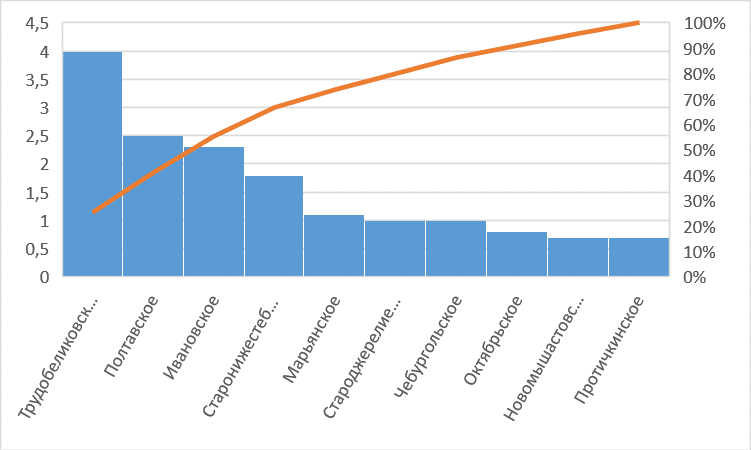 4,5
4
3,5
3
2,5
2
1,5
1
0,5
0
100%
90%
80%
70%
60%
50%
40%
30%
20%
10%
0%
Трудобеликовск...
Полтавское
Ивановское
Старонижестеб...
Марьянское
Староджерелие...
Чебургольское
Октябрьское
Новомышастовс...
Протичкинское